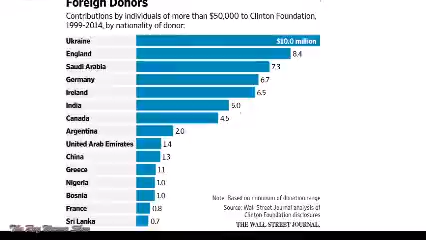 Foreign Donors
Contributions by individuals of more than $50,000 to Clinton Foundation,
1999-2014, by nationality of donor:
Ukraine $10.0 million
England 8.4
Saudi Arabia 7.3
Germany 6.7
Ireland 6.5
India 5.0
Canada 4.5
Argentina 2.0
United Arab Emirates 1.4
China 1.3
Greece 1.1
Nigeria 1.0
Bosnia 1.0
France 0.8
Sri Lanka 0.7
Note: Based on minimum of donation range
Source: Wall Street Journal analysis of
Clinton Foundation disclosures
THE WALL STREET JOURNAL.